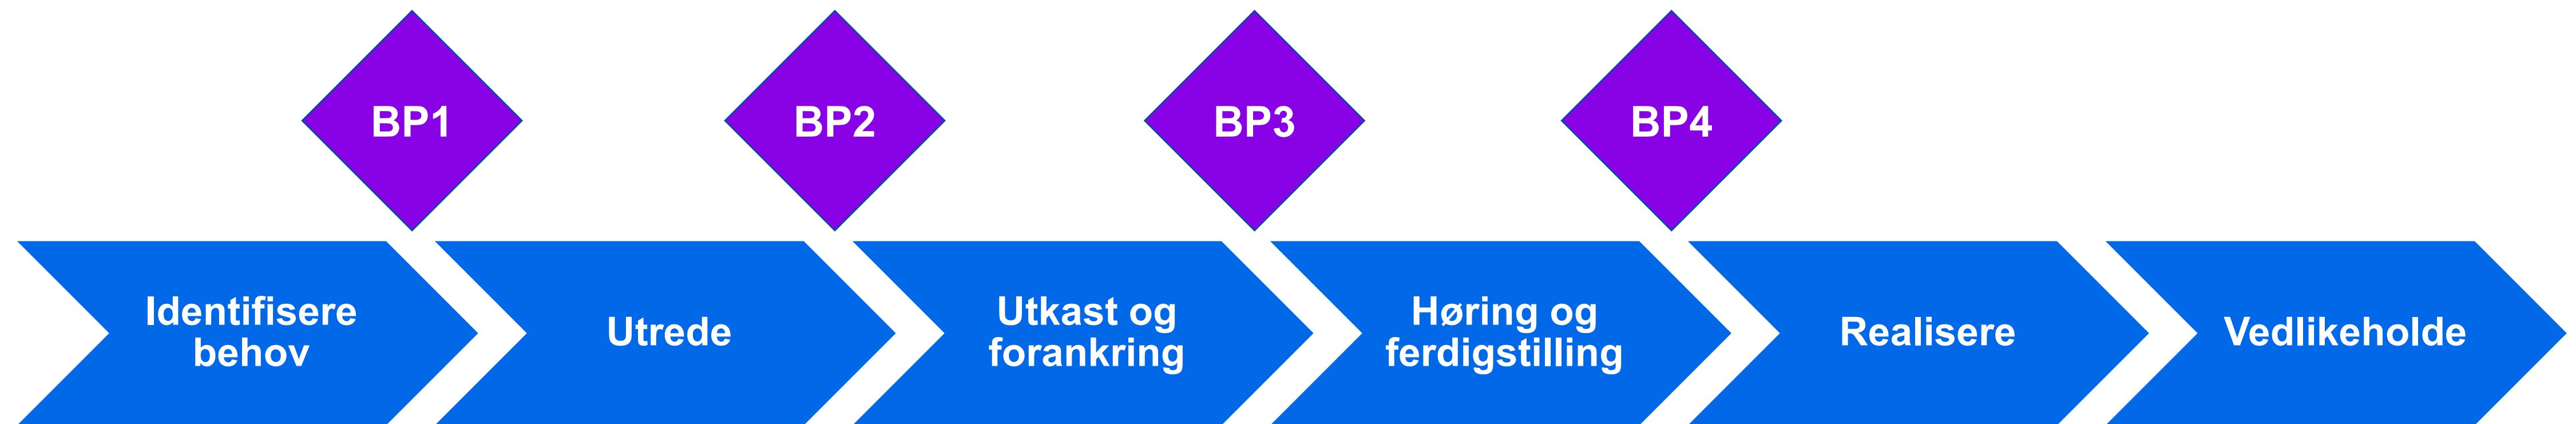 BP1
BP2
BP3
BP4
Identifisere
behov
Utrede
Utkast og
forankring
Høring og
ferdigstilling
Realisere
Vedlikeholde